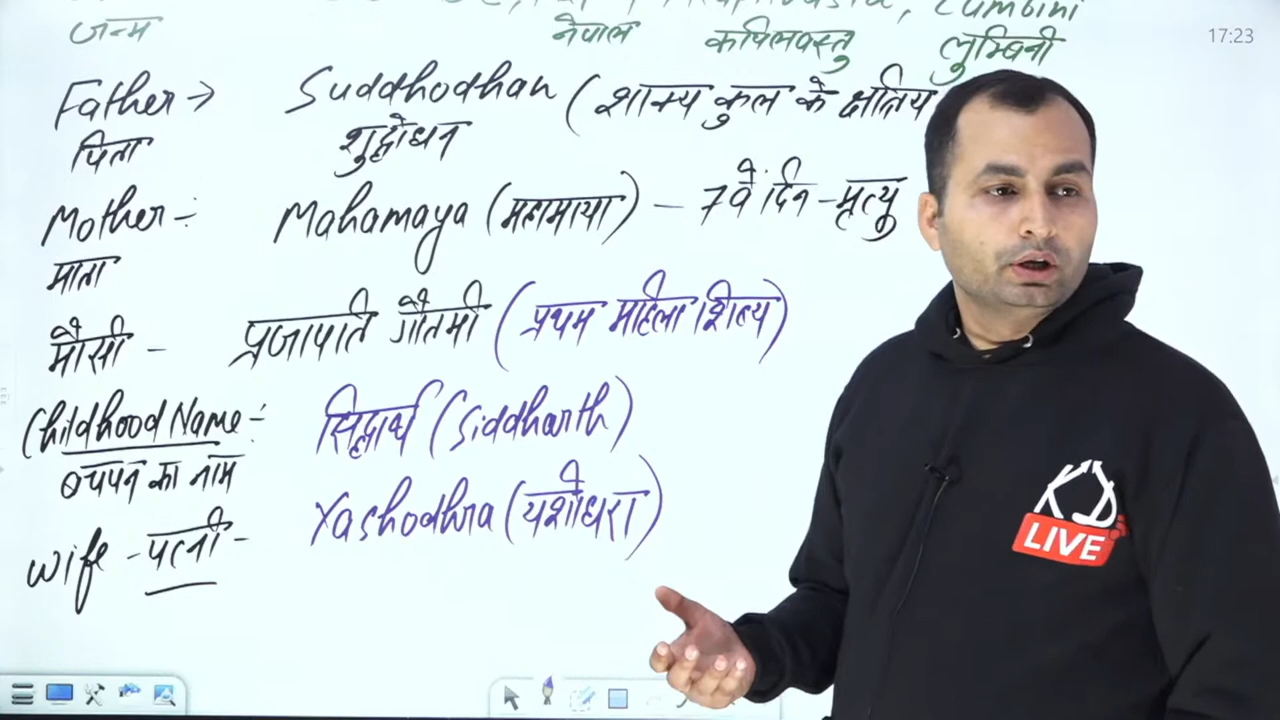 Lumbini
17:23
जन्म
नेपाल कपिलवस्तु लुम्बिनी
Father → Suddhodhan (शाक्य कुल के क्षत्रिय
पिता शुद्धोधन
Mother :- Mahamaya (महामाया) - 7वें दिन - मृत्यु
माता
मौसी - प्रजापति गौतमी (प्रथम महिला शिष्य)
Childhood Name :- सिद्धार्थ (Siddharth)
बचपन का नाम
Wife - पत्नी - Yashodhra (यशोधरा)
KD
LIVE